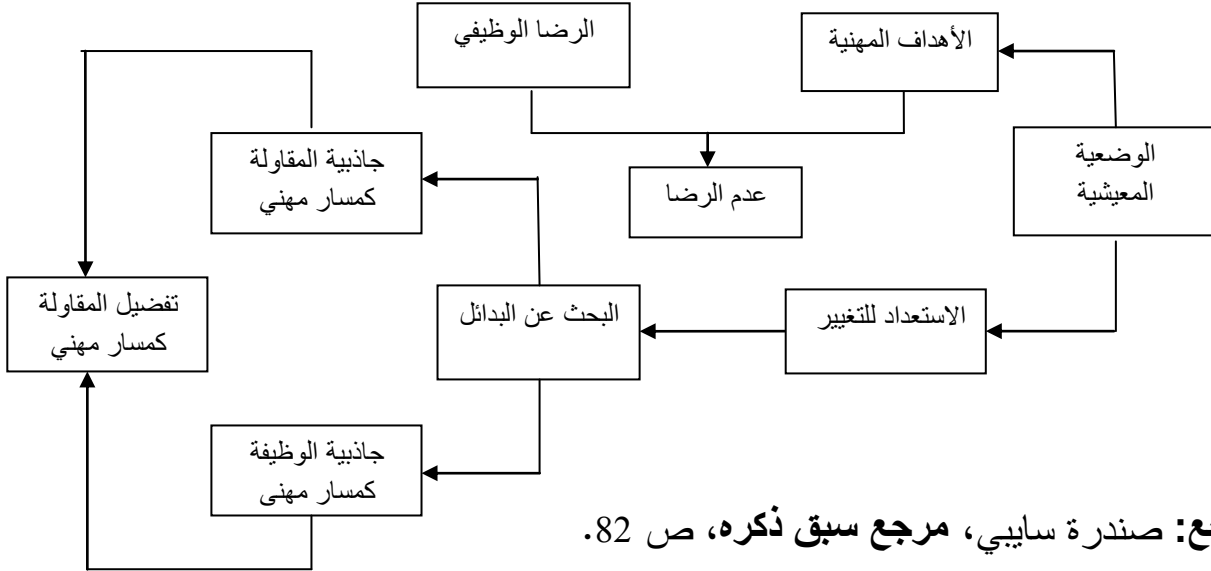 الأهداف المهنية
الرضا الوظيفي
الوضعية
المعيشية
عدم الرضا
جاذبية المقاولة
كمسار مهني
الاستعداد للتغيير
البحث عن البدائل
تفضيل المقاولة
كمسار مهني
جاذبية الوظيفة
كمسار مهنى
ع: صندرة سايبي، مرجع سبق ذكره، ص 82.